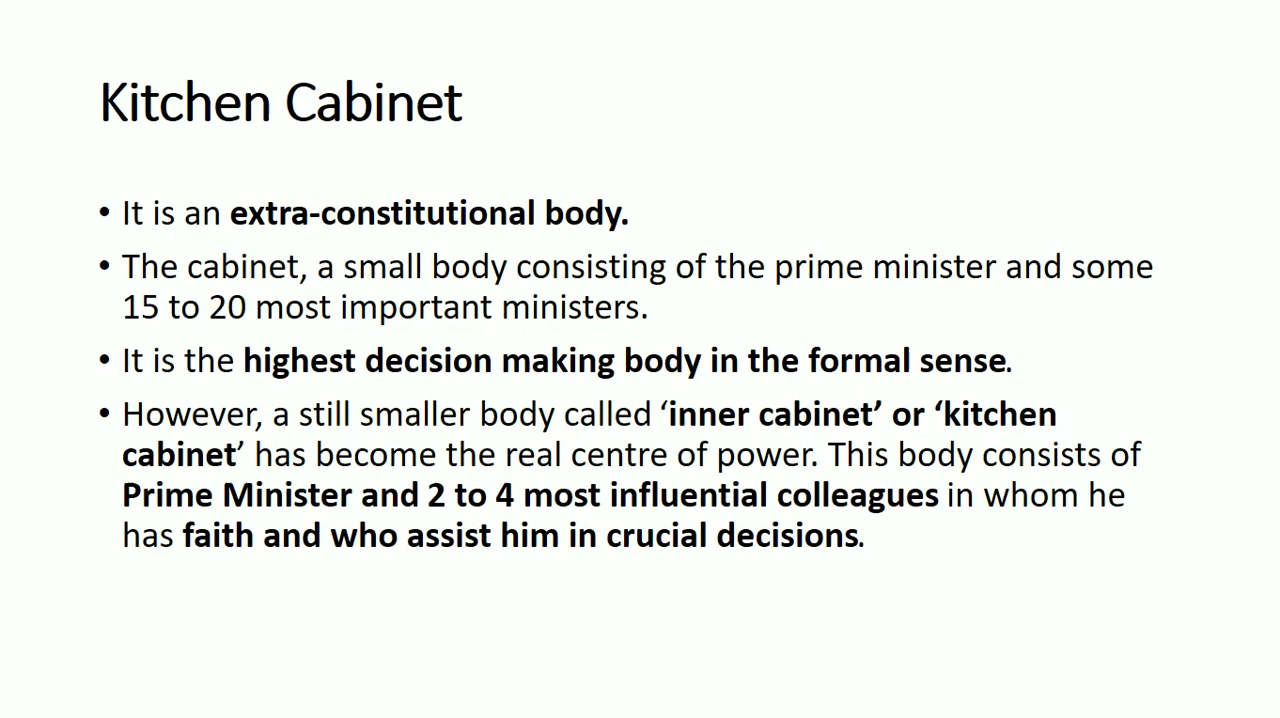 Kitchen Cabinet
• It is an extra-constitutional body.
• The cabinet, a small body consisting of the prime minister and some
15 to 20 most important ministers.
• It is the highest decision making body in the formal sense.
• However, a still smaller body called ‘inner cabinet’ or ‘kitchen
cabinet’ has become the real centre of power. This body consists of
Prime Minister and 2 to 4 most influential colleagues in whom he
has faith and who assist him in crucial decisions.